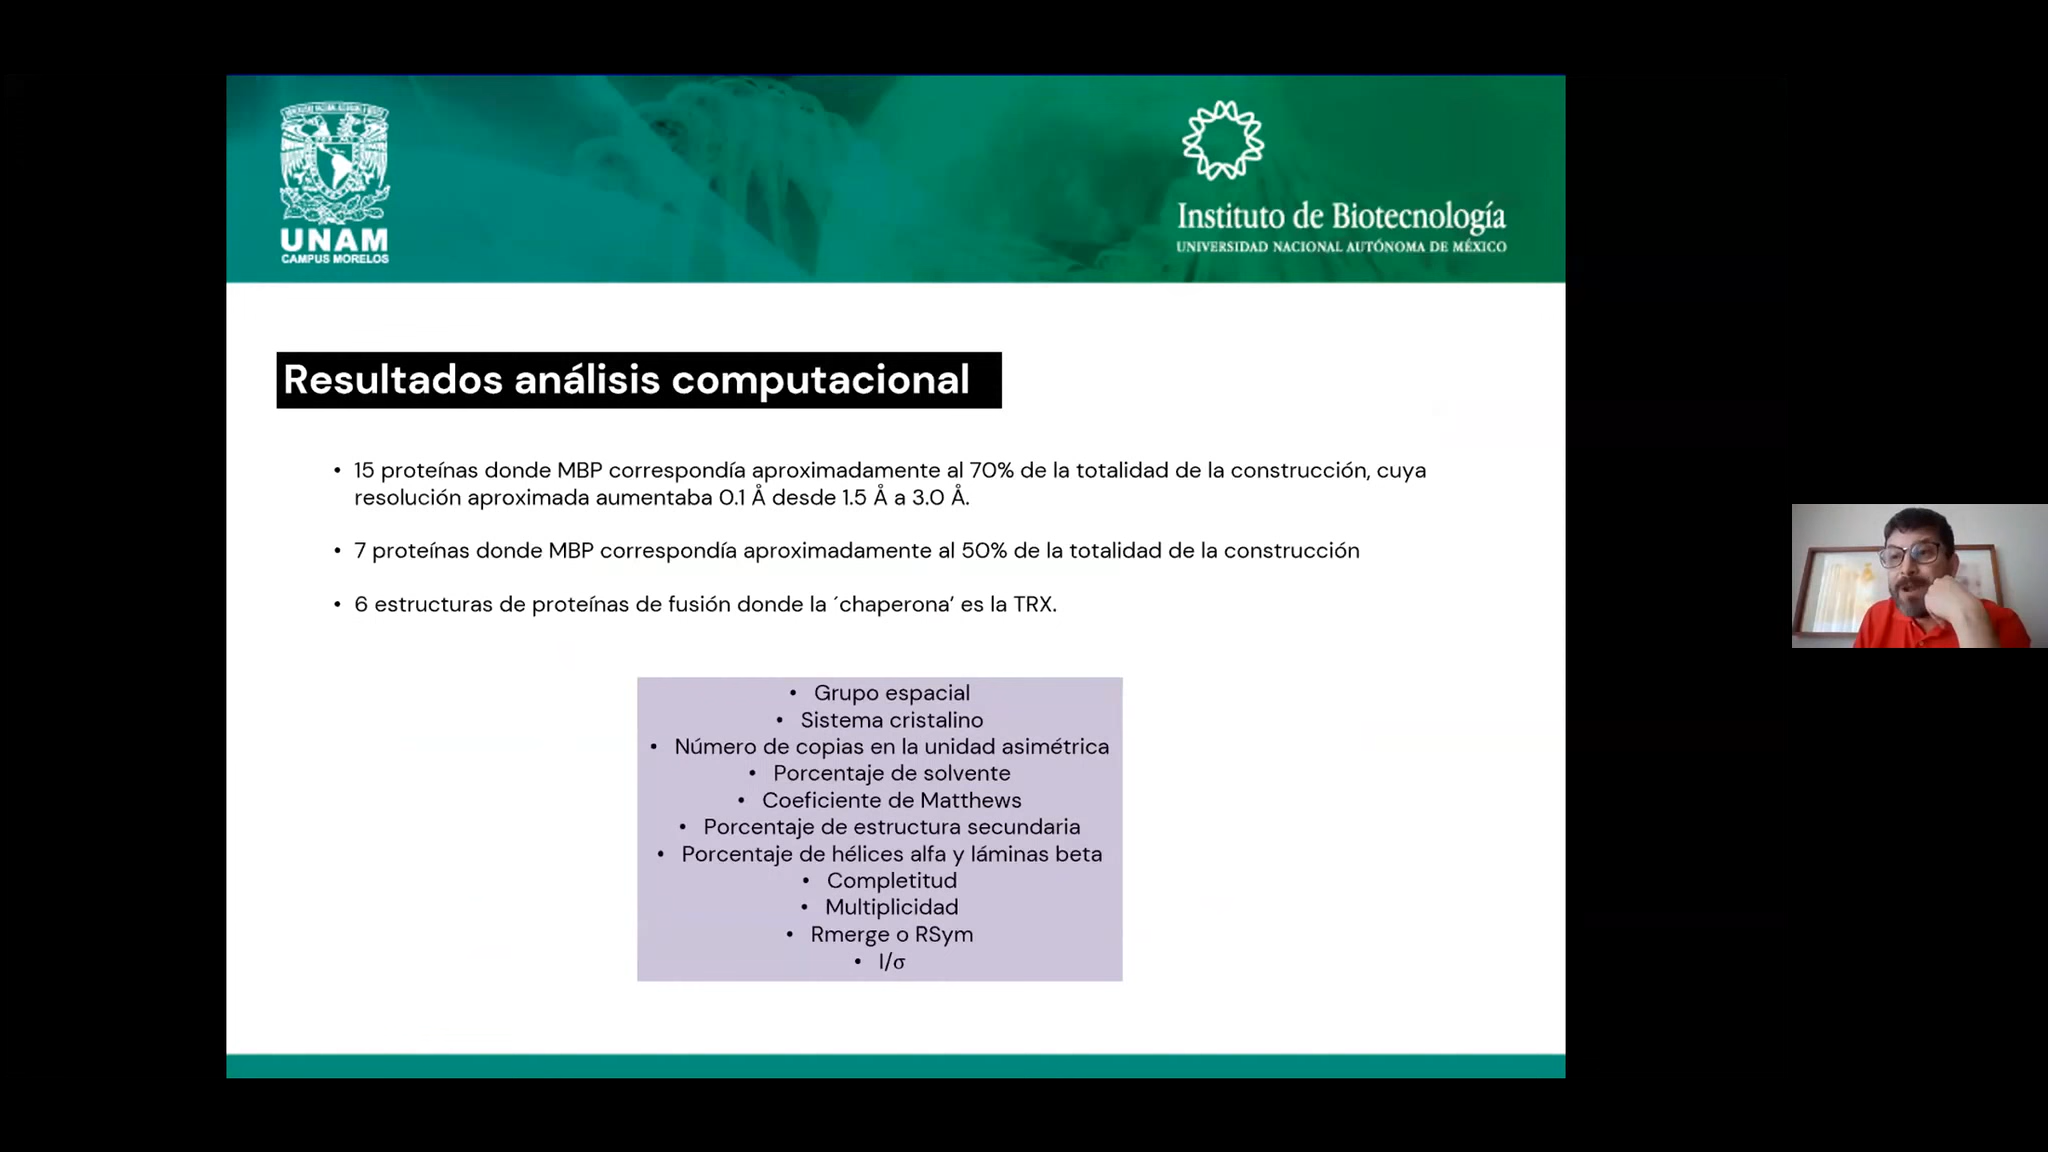 UNAM
CAMPUS MORELOS
Instituto de Biotecnología
UNIVERSIDAD NACIONAL AUTÓNOMA DE MÉXICO
Resultados análisis computacional
• 15 proteínas donde MBP correspondía aproximadamente al 70% de la totalidad de la construcción, cuya
resolución aproximada aumentaba 0.1 Å desde 1.5 Å a 3.0 Å.
• 7 proteínas donde MBP correspondía aproximadamente al 50% de la totalidad de la construcción
• 6 estructuras de proteínas de fusión donde la ´chaperona’ es la TRX.
• Grupo espacial
• Sistema cristalino
• Número de copias en la unidad asimétrica
• Porcentaje de solvente
• Coeficiente de Matthews
• Porcentaje de estructura secundaria
• Porcentaje de hélices alfa y láminas beta
• Completitud
• Multiplicidad
• Rmerge o RSym
• I/σ